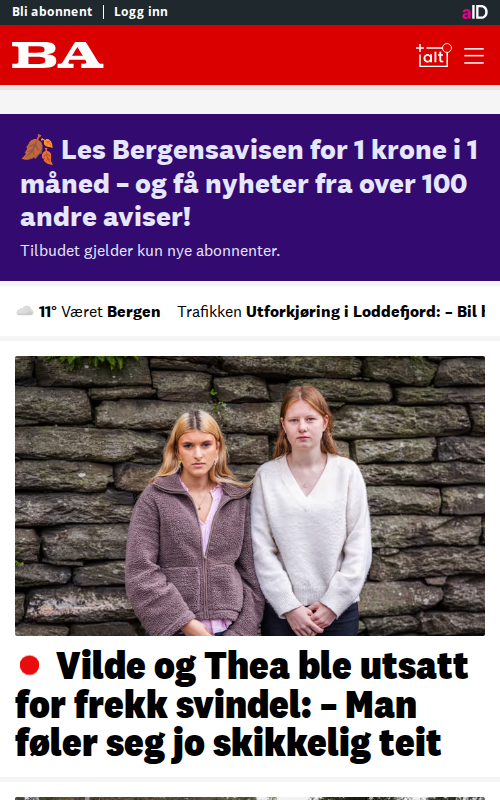 Bli abonnent
Logg inn
aID
BA
+alt
Les Bergensavisen for 1 krone i 1
måned – og få nyheter fra over 100
andre aviser!
Tilbudet gjelder kun nye abonnenter.
11° Været Bergen
Trafikken Utforkjøring i Loddefjord: – Bil
Vilde og Thea ble utsatt
for frekk svindel: – Man
føler seg jo skikkelig teit